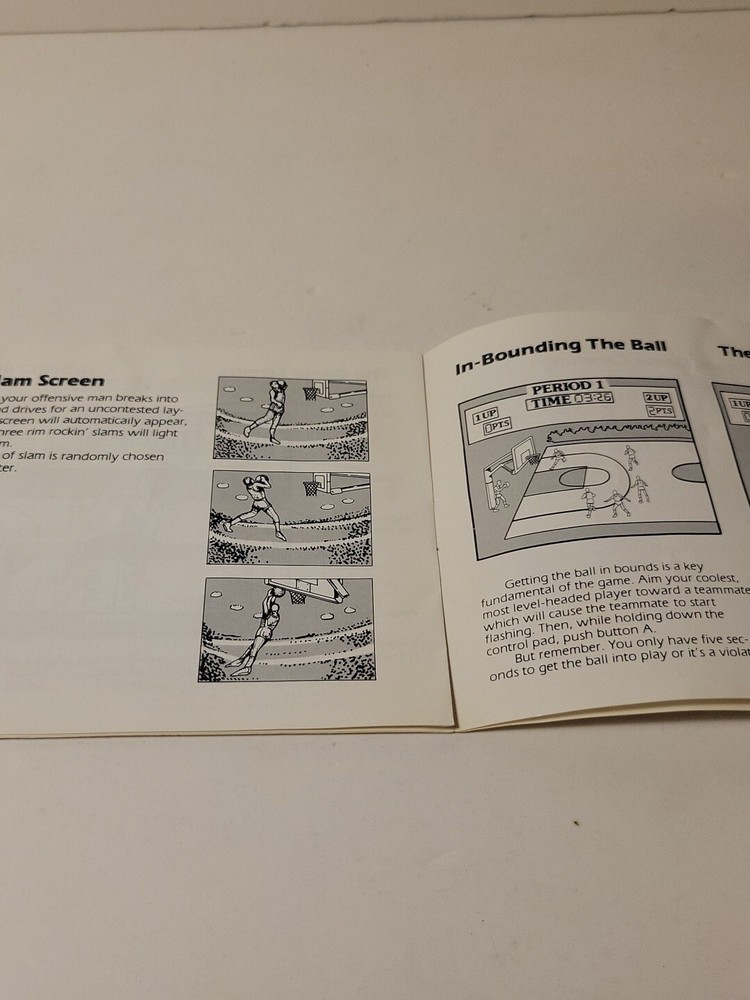 lam Screen
your offensive man breaks into
d drives for an uncontested lay-
screen will automatically appear,
hree rim rockin' slams will light
m.
of slam is randomly chosen
ter.
In-Bounding The Ball
PERIOD 1
TIME 03:26
1UP
0PTS
2UP
2PTS
Getting the ball in bounds is a key
fundamental of the game. Aim your coolest,
most level-headed player toward a teammate
which will cause the teammate to start
flashing. Then, while holding down the
control pad, push button A.
But remember. You only have five sec-
onds to get the ball into play or it's a violat
The
1UP